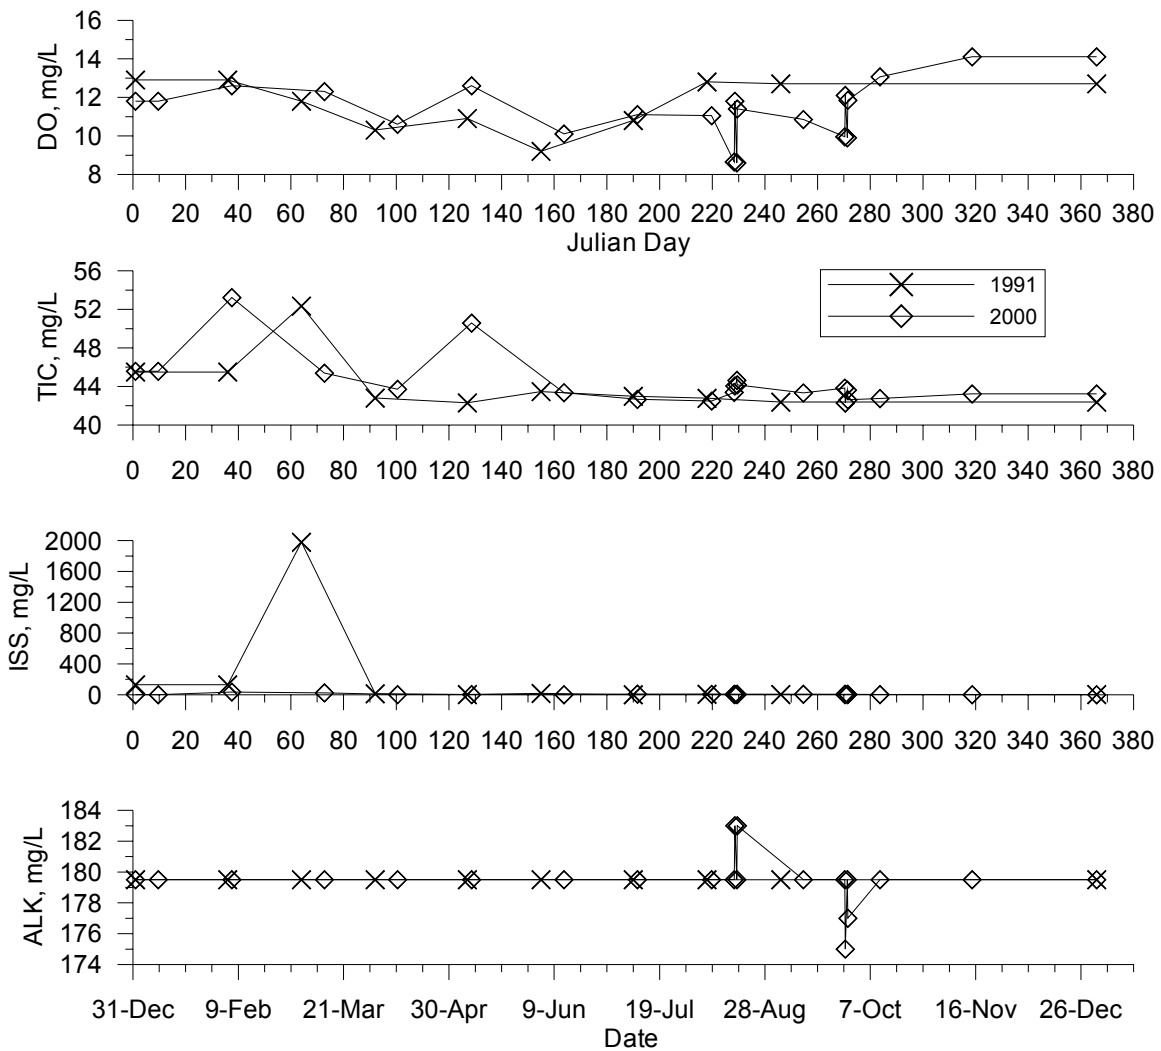 16
14
12
10
8
DO, mg/L
0 20 40 60 80 100 120 140 160 180 200 220 240 260 280 300 320 340 360 380
Julian Day
56
52
48
44
40
TIC, mg/L
1991
2000
0 20 40 60 80 100 120 140 160 180 200 220 240 260 280 300 320 340 360 380
2000
1600
1200
800
400
0
ISS, mg/L
0 20 40 60 80 100 120 140 160 180 200 220 240 260 280 300 320 340 360 380
184
182
180
178
176
174
ALK, mg/L
31-Dec 9-Feb 21-Mar 30-Apr 9-Jun 19-Jul 28-Aug 7-Oct 16-Nov 26-Dec
Date